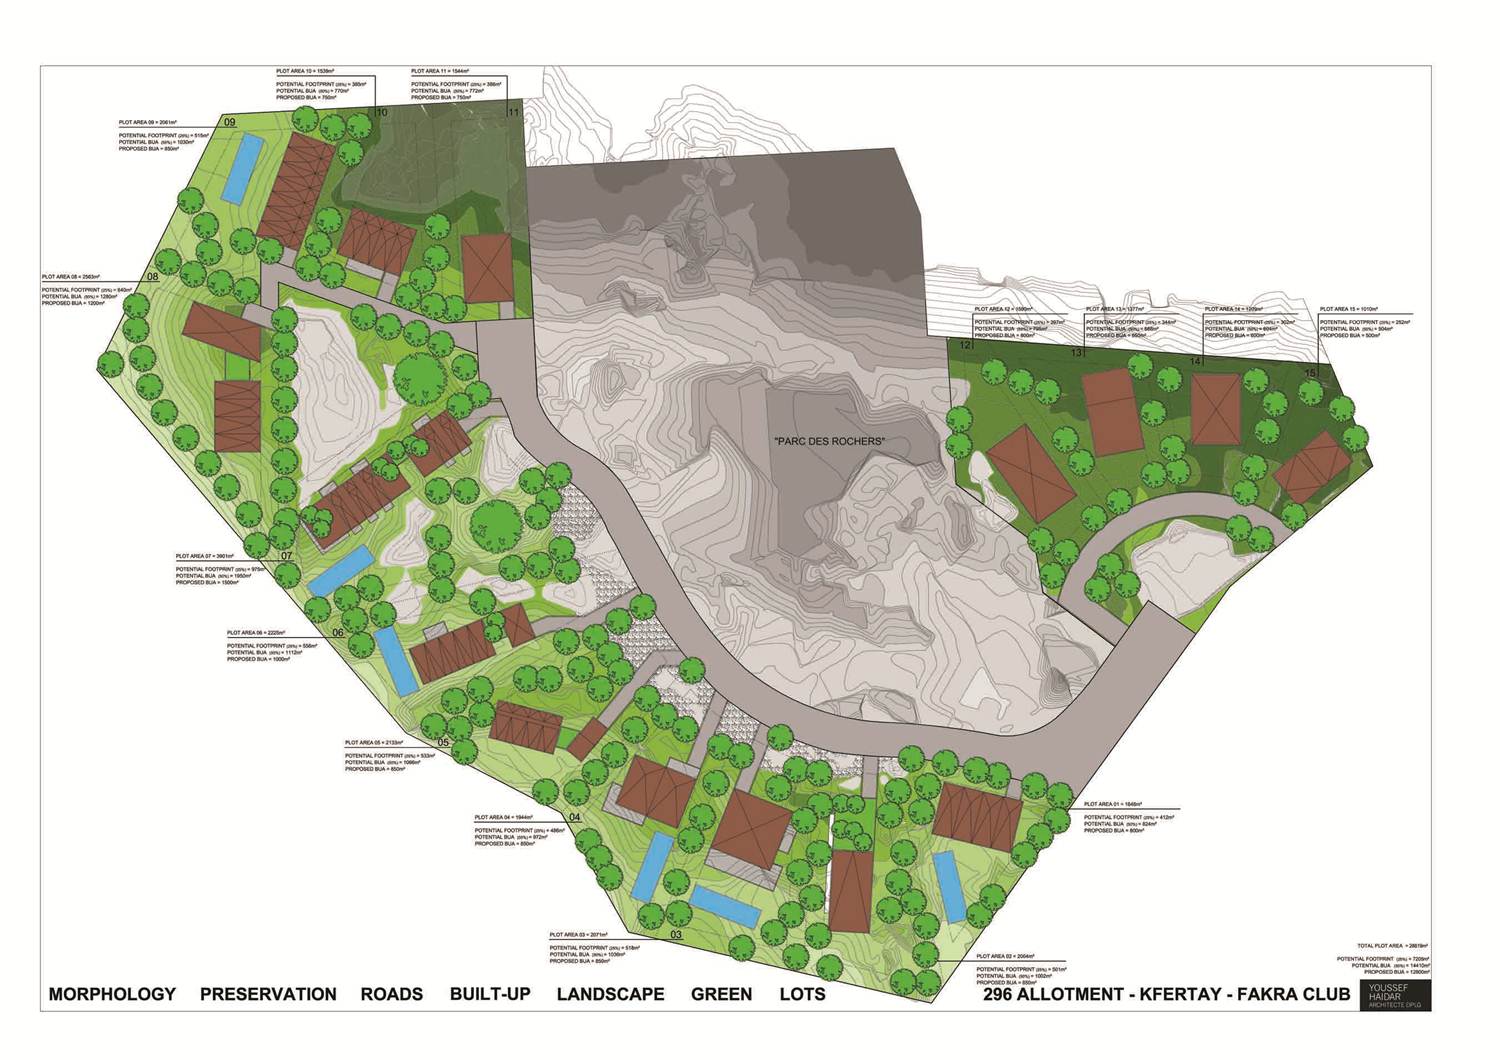 PLOT AREA 10 = 1539m²
POTENTIAL FOOTPRINT (25%) = 385m²
POTENTIAL BUA (50%) = 770m²
PROPOSED BUA = 750m²
10
PLOT AREA 11 = 1544m²
POTENTIAL FOOTPRINT (25%) = 386m²
POTENTIAL BUA (50%) = 772m²
PROPOSED BUA = 750m²
11
PLOT AREA 09 = 2061m²
POTENTIAL FOOTPRINT (25%) = 515m²
POTENTIAL BUA (50%) = 1030m²
PROPOSED BUA = 850m²
09
PLOT AREA 08 = 2563m²
POTENTIAL FOOTPRINT (25%) = 640m²
POTENTIAL BUA (50%) = 1280m²
PROPOSED BUA = 1200m²
08
PLOT AREA 12 = 1590m²
POTENTIAL FOOTPRINT (25%) = 397m²
POTENTIAL BUA (50%) = 795m²
PROPOSED BUA = 800m²
12
PLOT AREA 13 = 1377m²
POTENTIAL FOOTPRINT (25%) = 344m²
POTENTIAL BUA (50%) = 688m²
PROPOSED BUA = 650m²
13
PLOT AREA 14 = 1209m²
POTENTIAL FOOTPRINT (25%) = 302m²
POTENTIAL BUA (50%) = 604m²
PROPOSED BUA = 600m²
14
PLOT AREA 15 = 1010m²
POTENTIAL FOOTPRINT (25%) = 252m²
POTENTIAL BUA (50%) = 504m²
PROPOSED BUA = 500m²
15
"PARC DES ROCHERS"
PLOT AREA 07 = 3901m²
POTENTIAL FOOTPRINT (25%) = 975m²
POTENTIAL BUA (50%) = 1950m²
PROPOSED BUA = 1500m²
07
PLOT AREA 06 = 2225m²
POTENTIAL FOOTPRINT (25%) = 556m²
POTENTIAL BUA (50%) = 1112m²
PROPOSED BUA = 1000m²
06
PLOT AREA 05 = 2133m²
POTENTIAL FOOTPRINT (25%) = 533m²
POTENTIAL BUA (50%) = 1066m²
PROPOSED BUA = 850m²
05
PLOT AREA 04 = 1944m²
POTENTIAL FOOTPRINT (25%) = 486m²
POTENTIAL BUA (50%) = 972m²
PROPOSED BUA = 850m²
04
PLOT AREA 01 = 1648m²
POTENTIAL FOOTPRINT (25%) = 412m²
POTENTIAL BUA (50%) = 824m²
PROPOSED BUA = 800m²
PLOT AREA 03 = 2071m²
POTENTIAL FOOTPRINT (25%) = 518m²
POTENTIAL BUA (50%) = 1036m²
PROPOSED BUA = 850m²
03
PLOT AREA 02 = 2004m²
POTENTIAL FOOTPRINT (25%) = 501m²
POTENTIAL BUA (50%) = 1002m²
PROPOSED BUA = 850m²
TOTAL PLOT AREA = 28819m²
POTENTIAL FOOTPRINT (25%) = 7209m²
POTENTIAL BUA (50%) = 14410m²
PROPOSED BUA = 12800m²
MORPHOLOGY PRESERVATION ROADS BUILT-UP LANDSCAPE GREEN LOTS
296 ALLOTMENT - KFERTAY - FAKRA CLUB
YOUSSEF
HAIDAR
ARCHITECTE DPLG